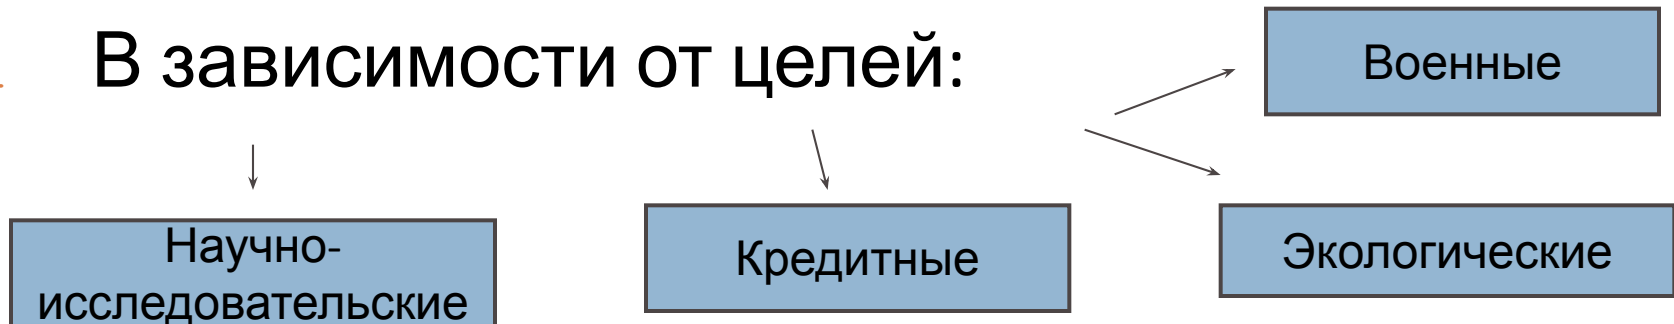 В зависимости от целей:
Военные
Научно-
исследовательские
Кредитные
Экологические